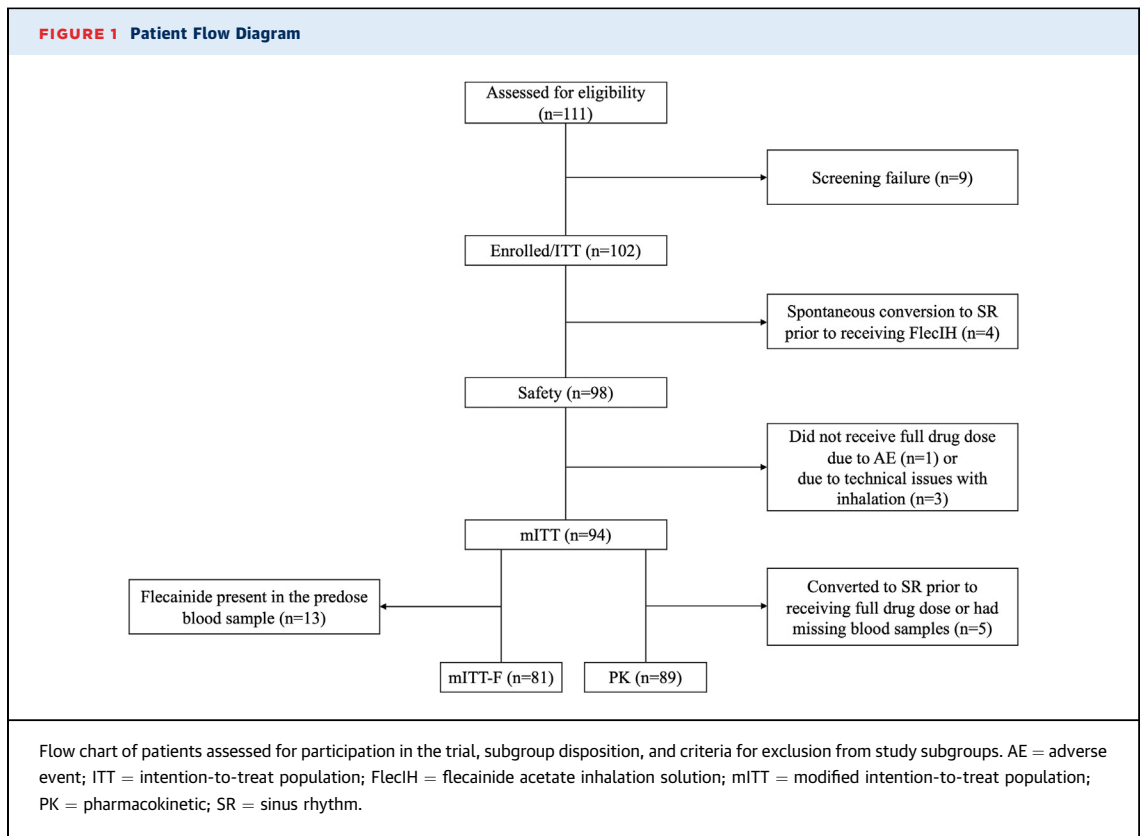 FIGURE 1 Patient Flow Diagram
Assessed for eligibility
(n=111)
Screening failure (n=9)
Enrolled/ITT (n=102)
Spontaneous conversion to SR
prior to receiving FlecIH (n=4)
Safety (n=98)
Did not receive full drug dose
due to AE (n=1) or
due to technical issues with
inhalation (n=3)
mITT (n=94)
Flecainide present in the predose
blood sample (n=13)
Converted to SR prior to
receiving full drug dose or had
missing blood samples (n=5)
mITT-F (n=81)
PK (n=89)
Flow chart of patients assessed for participation in the trial, subgroup disposition, and criteria for exclusion from study subgroups. AE = adverse
event; ITT = intention-to-treat population; FlecIH = flecainide acetate inhalation solution; mITT = modified intention-to-treat population;
PK = pharmacokinetic; SR = sinus rhythm.